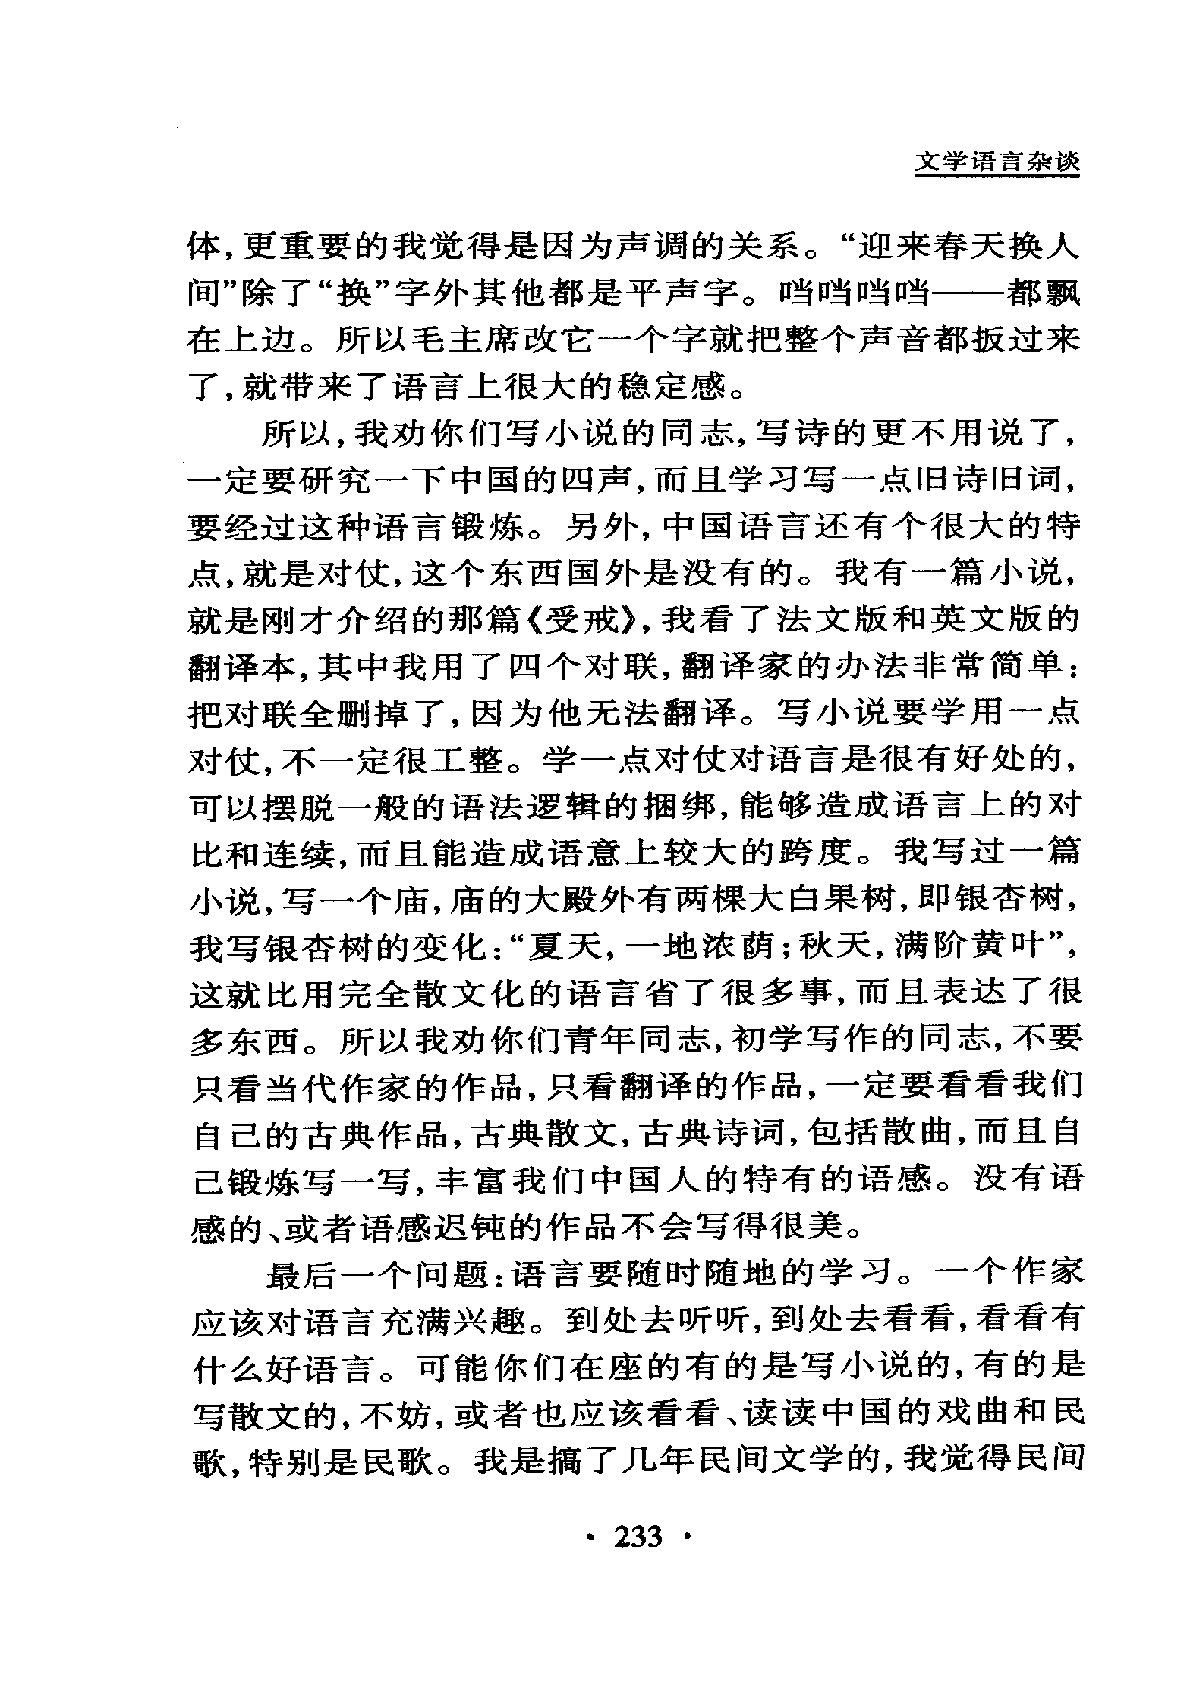 文学语言杂谈
体,更重要的我觉得是因为声调的关系。“迎来春天换人
间”除了“换”字外其他都是平声字。咣咣咣咣——都飘
在上边。所以毛主席改它一个字就把整个声音都扳过来
了,就带来了语言上很大的稳定感。
所以,我劝你们写小说的同志,写诗的更不用说了,
一定要研究一下中国的四声,而且学习写一点旧诗旧词,
要经过这种语言锻炼。另外,中国语言还有个很大的特
点,就是对仗,这个东西国外是没有的。我有一篇小说,
就是刚才介绍的那篇《受戒》,我看了法文版和英文版的
翻译本,其中我用了四个对联,翻译家的办法非常简单:
把对联全删掉了,因为他无法翻译。写小说要学用一点
对仗,不一定很工整。学一点对仗对语言是很有好处的,
可以摆脱一般的语法逻辑的捆绑,能够造成语言上的对
比和连续,而且能造成语意上较大的跨度。我写过一篇
小说,写一个庙,庙的大殿外有两棵大白果树,即银杏树,
我写银杏树的变化:“夏天,一地浓荫;秋天,满阶黄叶”,
这就比用完全散文化的语言省了很多事,而且表达了很
多东西。所以我劝你们青年同志,初学写作的同志,不要
只看当代作家的作品,只看翻译的作品,一定要看看我们
自己的古典作品,古典散文,古典诗词,包括散曲,而且自
己锻炼写一写,丰富我们中国人的特有的语感。没有语
感的、或者语感迟钝的作品不会写得很美。
最后一个问题:语言要随时随地的学习。一个作家
应该对语言充满兴趣。到处去听听,到处去看看,看看有
什么好语言。可能你们在座的有的是写小说的,有的是
写散文的,不妨,或者也应该看看、读读中国的戏曲和民
歌,特别是民歌。我是搞了几年民间文学的,我觉得民间
· 233 ·